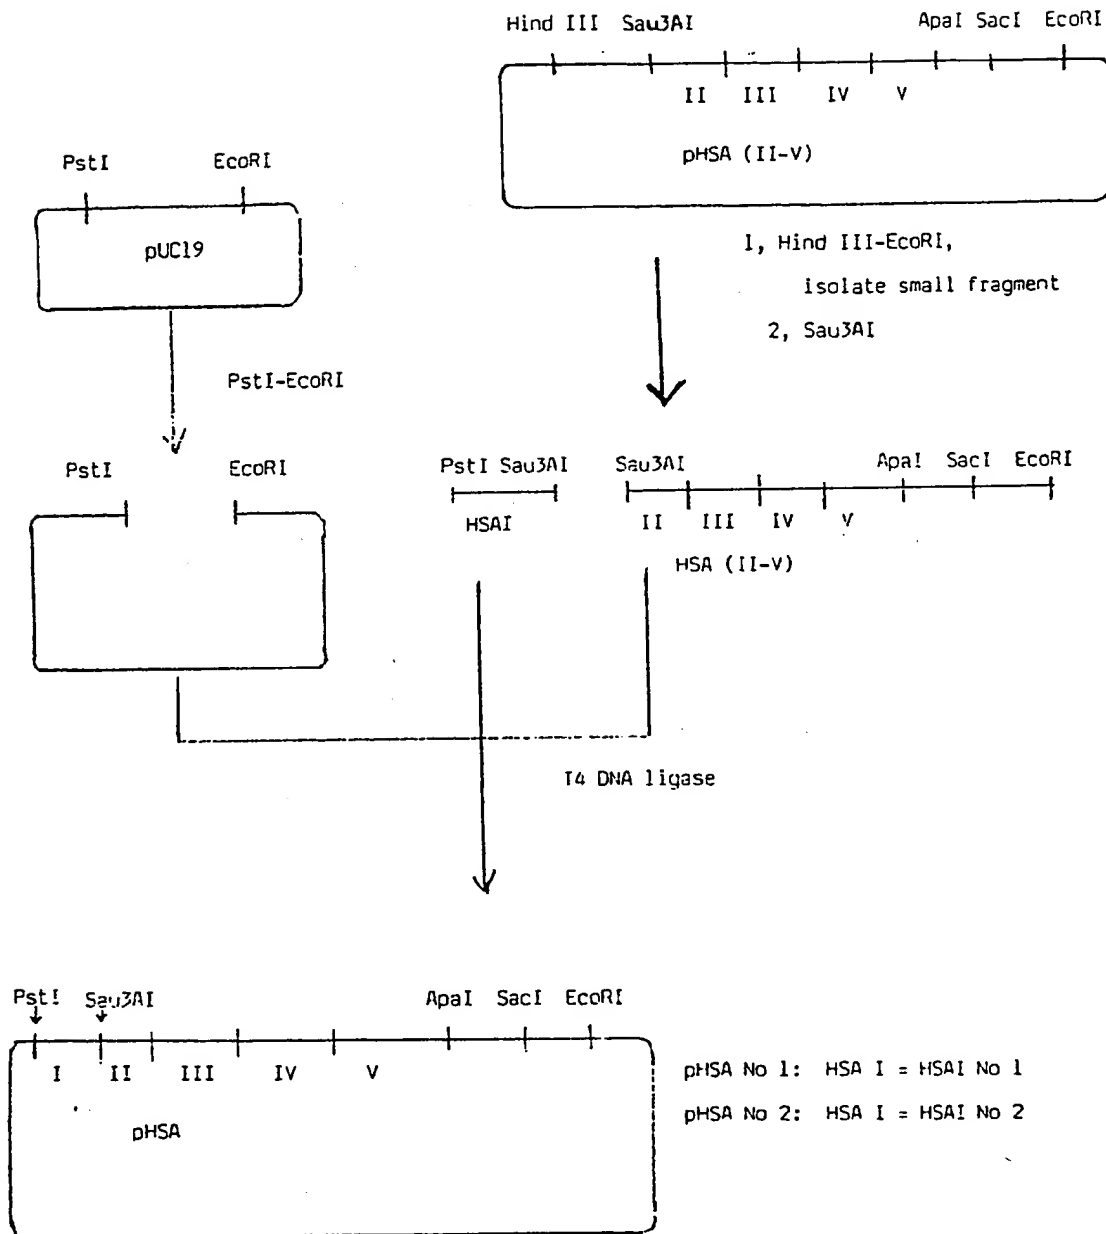 Hind III Sau3AI ApaI SacI EcoRI
II III IV V
pHSA (II-V)
PstI EcoRI
pUC19
1, Hind III-EcoRI,
isolate small fragment
2, Sau3AI
PstI-EcoRI
PstI EcoRI
PstI Sau3AI
HSAI
Sau3AI ApaI SacI EcoRI
II III IV V
HSA (II-V)
T4 DNA ligase
PstI Sau3AI ApaI SacI EcoRI
I II III IV V
pHSA
pHSA No 1: HSA I = HSAI No 1
pHSA No 2: HSA I = HSAI No 2